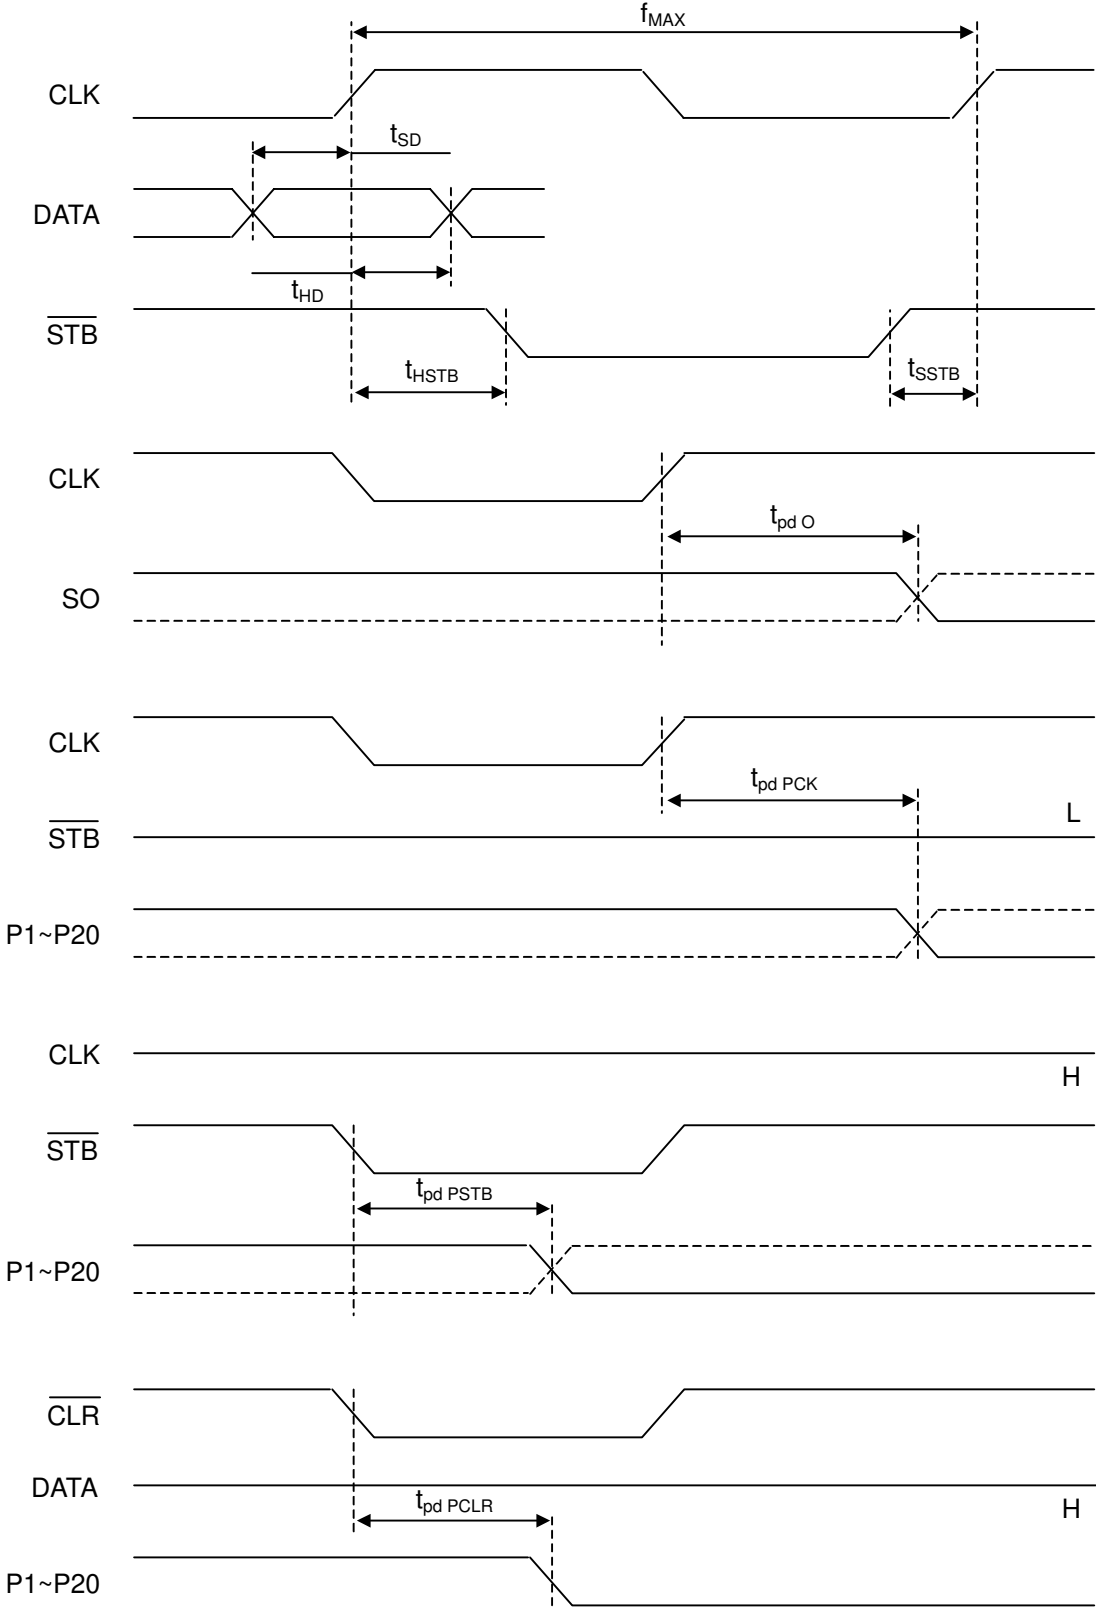 fMAX
CLK
tSD
DATA
tHD
STB
tHSTB
tSSTB
CLK
tpd O
SO
CLK
tpd PCK
L
STB
P1~P20
CLK
H
STB
tpd PSTB
P1~P20
CLR
DATA
tpd PCLR
H
P1~P20